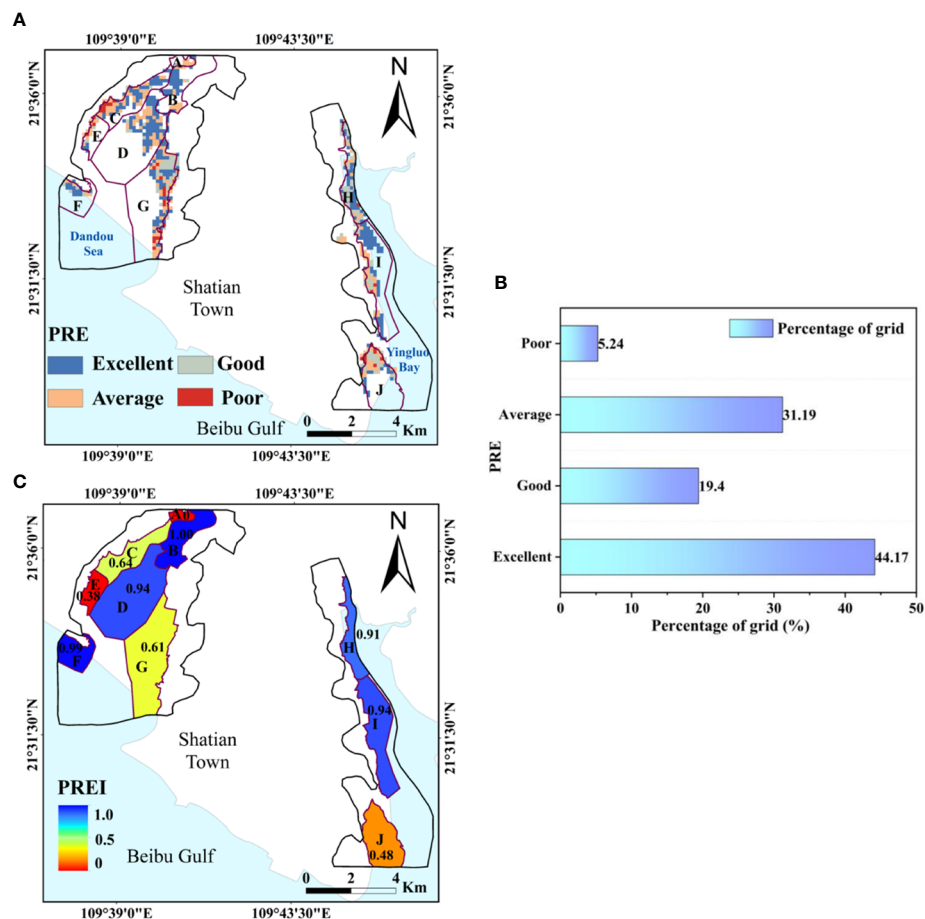 A
109°39'0"E
109°43'30"E
N
21°36'0"N
21°36'0"N
A
B
C
E
D
F
G
H
I
J
Dandou
Sea
21°31'30"N
21°31'30"N
Shatian
Town
PRE
Excellent
Good
Average
Poor
Yingluo
Bay
Beibu Gulf
0 2 4
Km
109°39'0"E
109°43'30"E
B
PRE
Percentage of grid
Poor
5.24
Average
31.19
Good
19.4
Excellent
44.17
0 10 20 30 40 50
Percentage of grid (%)
C
109°39'0"E
109°43'30"E
N
21°36'0"N
21°36'0"N
A0
1.00
B
C
0.64
E
0.38
0.94
D
0.99
F
0.61
G
0.91
H
0.94
I
21°31'30"N
21°31'30"N
Shatian
Town
PREI
1.0
0.5
0
J
0.48
Beibu Gulf
0 2 4
Km
109°39'0"E
109°43'30"E